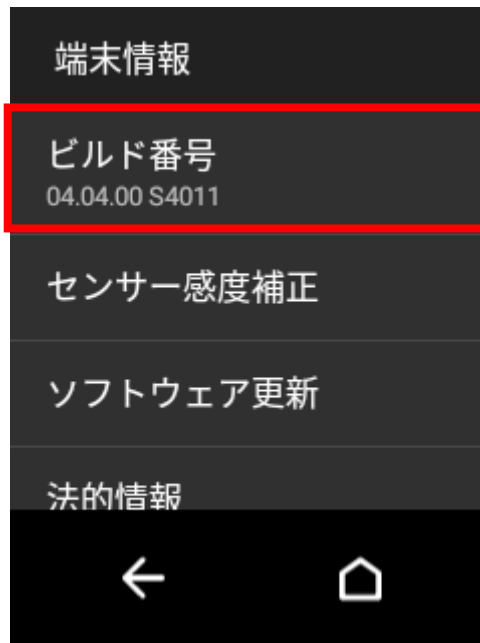 端末情報
ビルド番号
04.04.00 S4011
センサー感度補正
ソフトウェア更新
法的情報